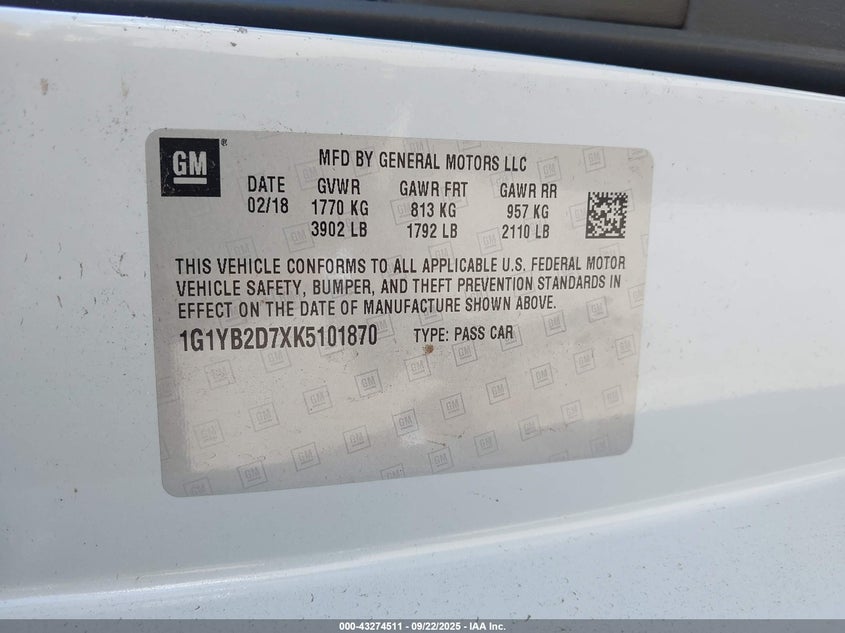 GM ®
MFD BY GENERAL MOTORS LLC
DATE GVWR GAWR FRT GAWR RR
02/18 1770 KG 813 KG 957 KG
3902 LB 1792 LB 2110 LB
THIS VEHICLE CONFORMS TO ALL APPLICABLE U.S. FEDERAL MOTOR
VEHICLE SAFETY, BUMPER, AND THEFT PREVENTION STANDARDS IN
EFFECT ON THE DATE OF MANUFACTURE SHOWN ABOVE.
1G1YB2D7XK5101870 TYPE: PASS CAR
000-43274511 - 09/22/2025 - IAA Inc.